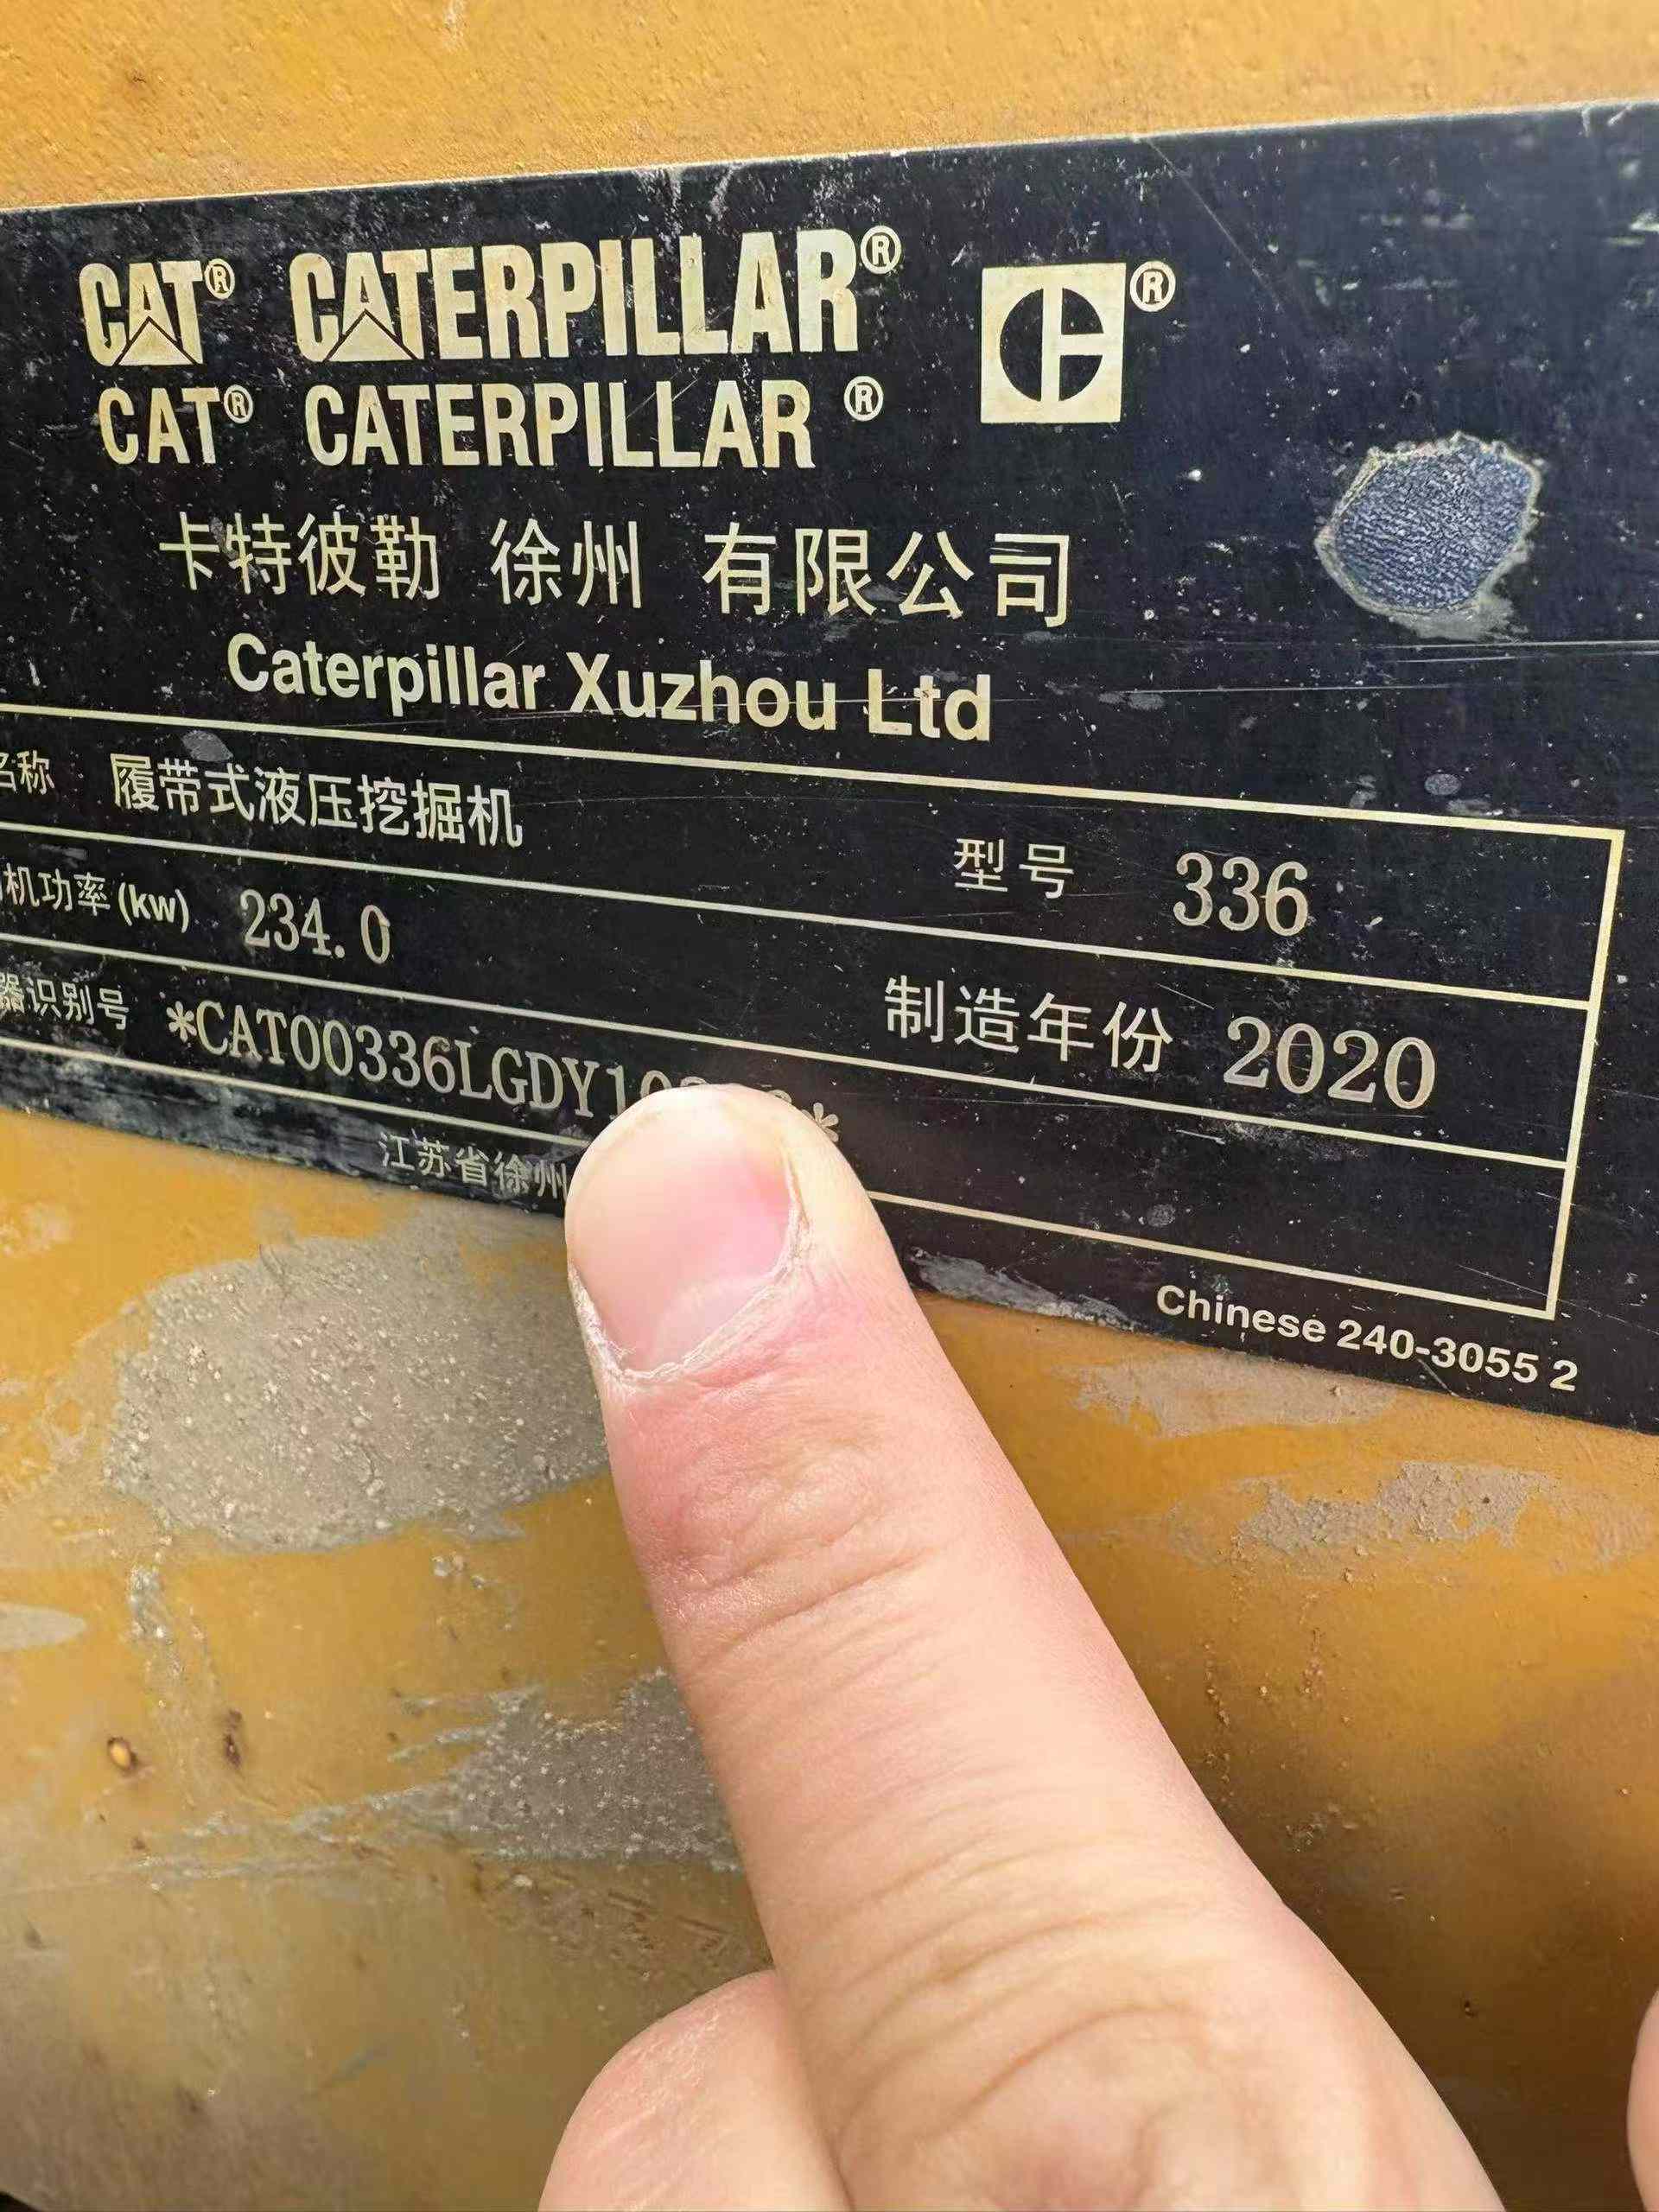 CAT® CATERPILLAR® ®
CAT® CATERPILLAR®
卡特彼勒 徐州 有限公司
Caterpillar Xuzhou Ltd
名称 履带式液压挖掘机 型号 336
机功率(kw) 234.0 制造年份 2020
器识别号
江苏省徐州
Chinese 240-3055 2